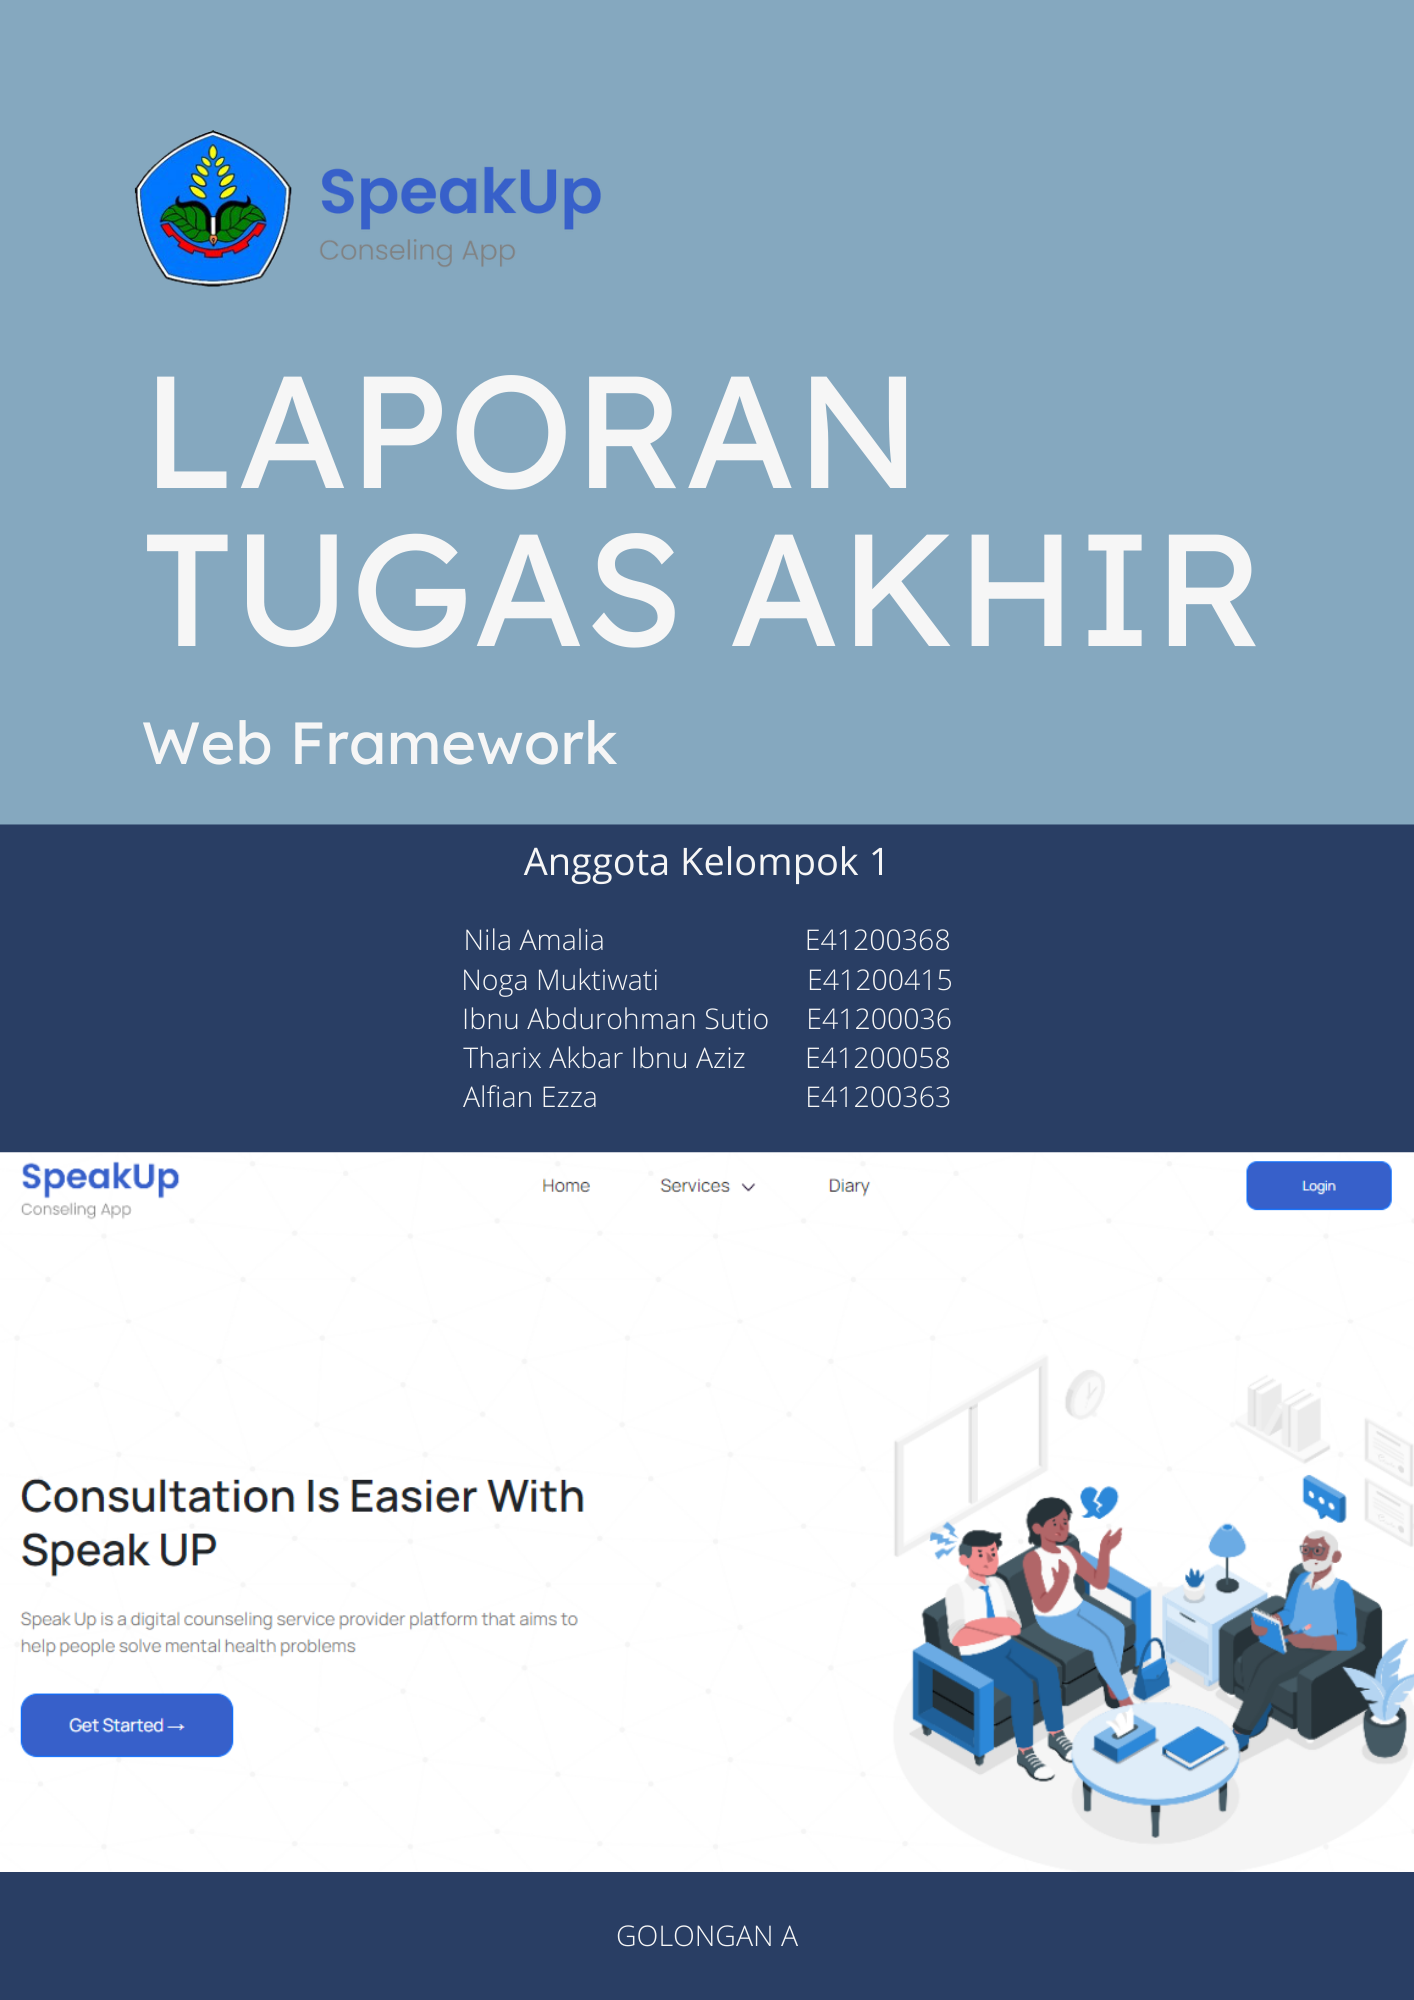 SpeakUp
Conseling App
LAPORAN
TUGAS AKHIR
Web Framework
Anggota Kelompok 1
Nila Amalia E41200368
Noga Muktiwati E41200415
Ibnu Abdurohman Sutio E41200036
Tharix Akbar Ibnu Aziz E41200058
Alfian Ezza E41200363
SpeakUp
Conseling App
Home Services Diary Login
Consultation Is Easier With
Speak UP
Speak Up is a digital counseling service provider platform that aims to
help people solve mental health problems
Get Started →
GOLONGAN A